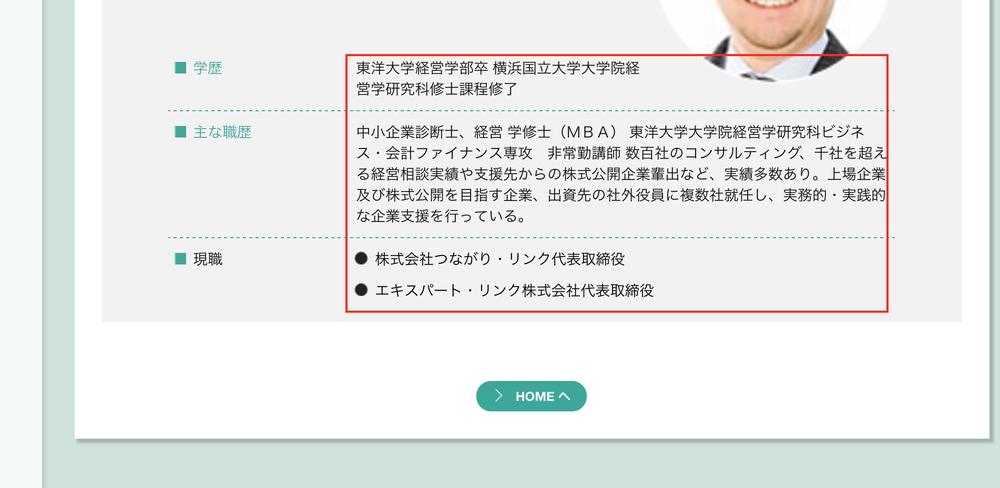 ■ 学歴
東洋大学経営学部卒 横浜国立大学大学院経
営学研究科修士課程修了
■ 主な職歴
中小企業診断士、経営 学修士（ＭＢＡ） 東洋大学大学院経営学研究科ビジネ
ス・会計ファイナンス専攻　非常勤講師 数百社のコンサルティング、千社を超え
る経営相談実績や支援先からの株式公開企業輩出など、実績多数あり。上場企業
及び株式公開を目指す企業、出資先の社外役員に複数社就任し、実務的・実践的
な企業支援を行っている。
■ 現職
● 株式会社つながり・リンク代表取締役
● エキスパート・リンク株式会社代表取締役
HOME へ